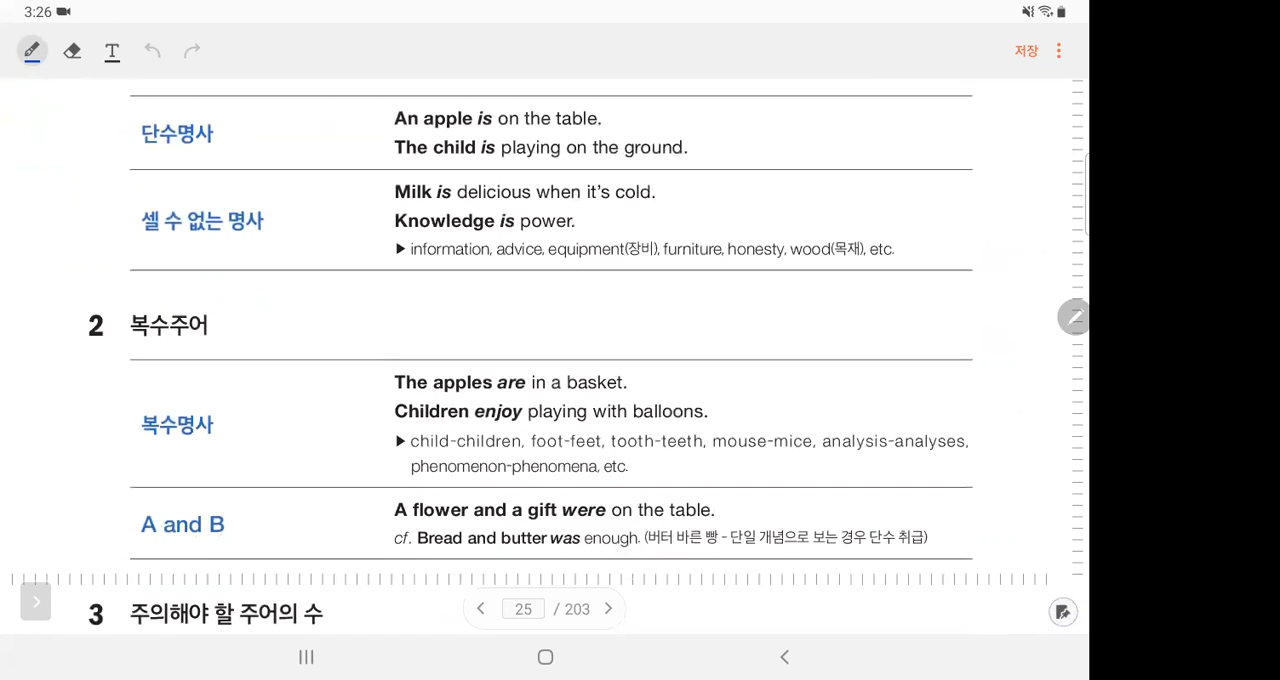 3:26
T
저장
단수명사
An apple is on the table.
The child is playing on the ground.
셀 수 없는 명사
Milk is delicious when it's cold.
Knowledge is power.
▶ information, advice, equipment(장비), furniture, honesty, wood(목재), etc.
2 복수주어
복수명사
The apples are in a basket.
Children enjoy playing with balloons.
▶ child-children, foot-feet, tooth-teeth, mouse-mice, analysis-analyses,
phenomenon-phenomena, etc.
A and B
A flower and a gift were on the table.
cf. Bread and butter was enough. (버터 바른 빵 - 단일 개념으로 보는 경우 단수 취급)
3 주의해야 할 주어의 수
25 / 203